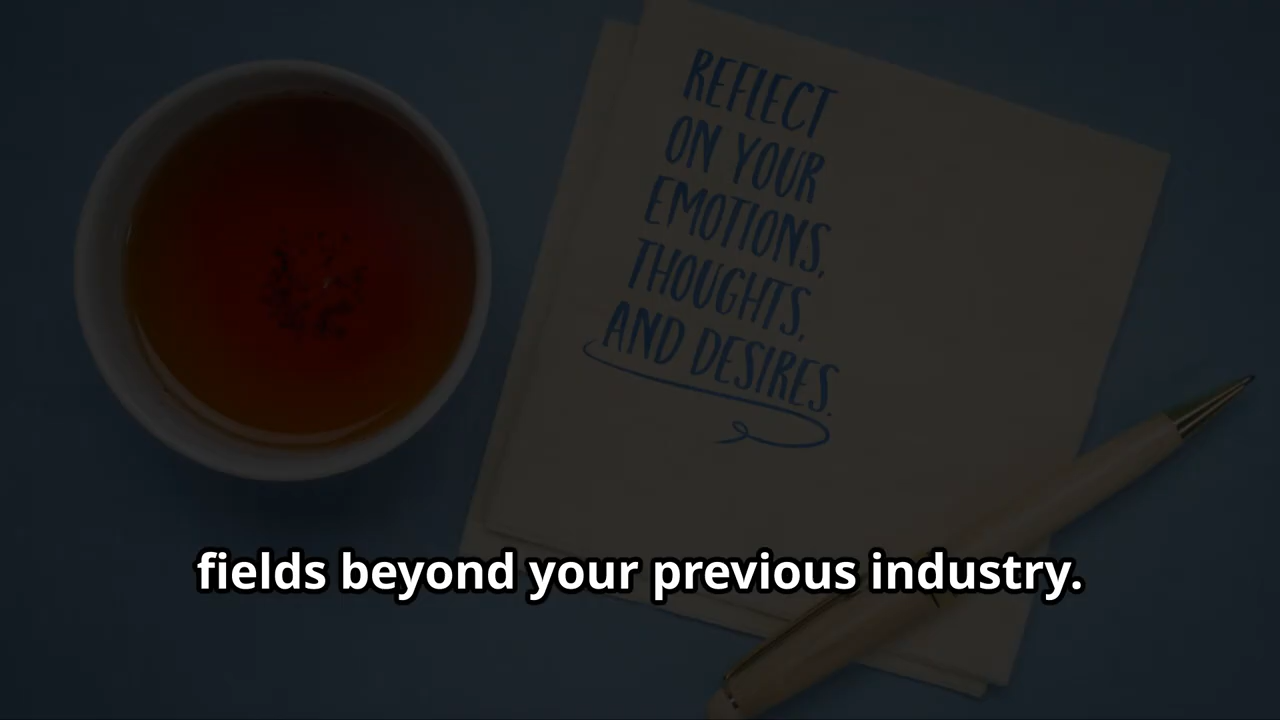 REFLECT
ON YOUR
EMOTIONS,
THOUGHTS,
AND DESIRES.
fields beyond your previous industry.